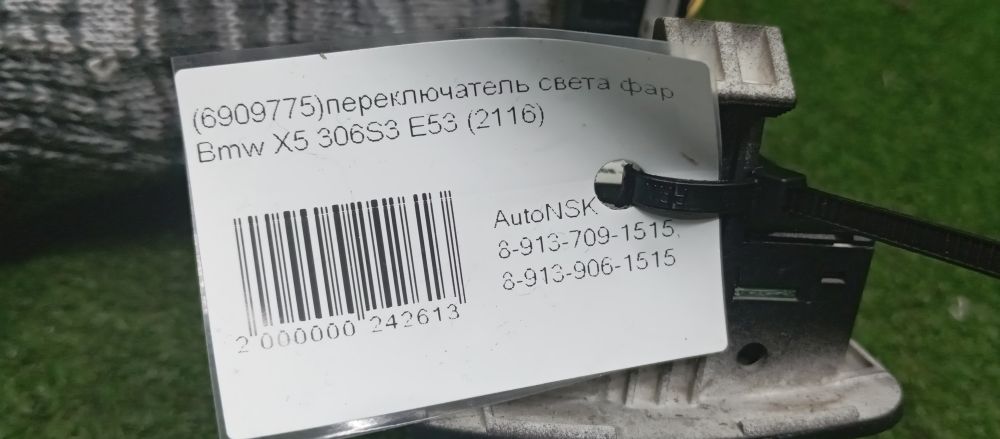 (6909775)переключатель света фар
Bmw X5 306S3 E53 (2116)
AutoNSK
8-913-709-1515,
8-913-906-1515
2 000000 242613